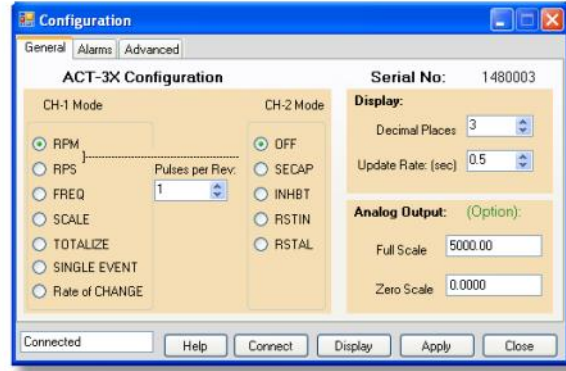 Configuration
General Alarms Advanced
ACT-3X Configuration
Serial No: 1480003
CH-1 Mode
CH-2 Mode
RPM
RPS
FREQ
SCALE
TOTALIZE
SINGLE EVENT
Rate of CHANGE
Pulses per Rev:
1
OFF
SECAP
INHBT
RSTIN
RSTAL
Display:
Decimal Places 3
Update Rate: (sec) 0.5
Analog Output: (Option):
Full Scale 5000.00
Zero Scale 0.0000
Connected
Help Connect Display Apply Close